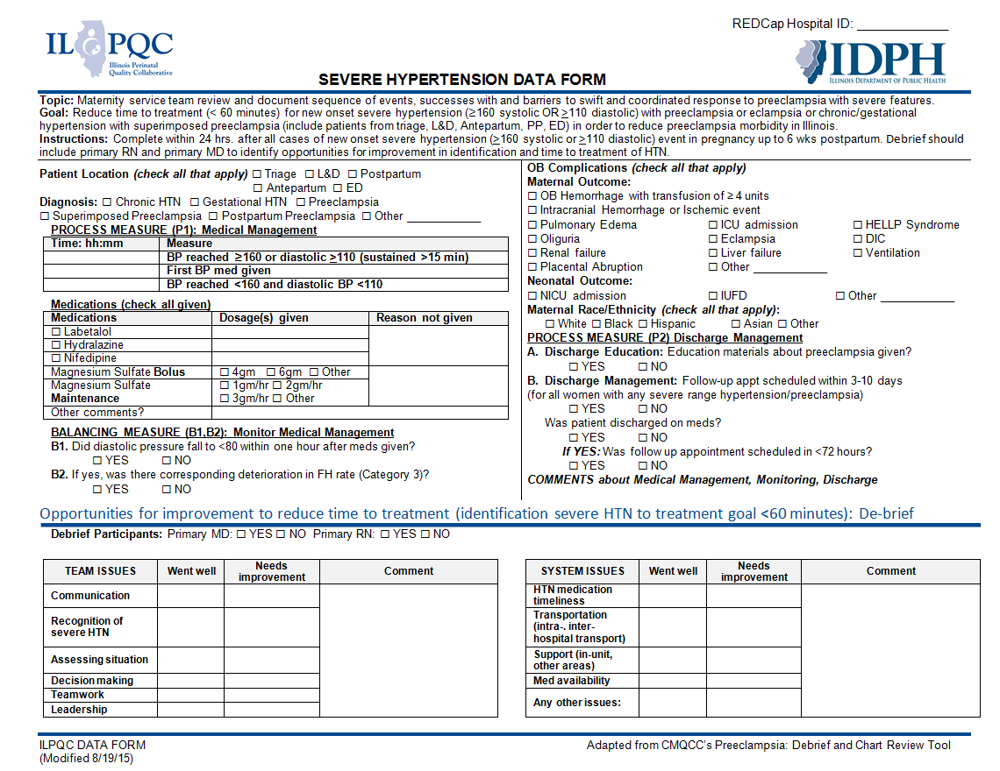 REDCap Hospital ID: _____________
IL PQC
Illinois Perinatal
Quality Collaborative
IDPH
ILLINOIS DEPARTMENT OF PUBLIC HEALTH
SEVERE HYPERTENSION DATA FORM
Topic: Maternity service team review and document sequence of events, successes with and barriers to swift and coordinated response to preeclampsia with severe features.
Goal: Reduce time to treatment (< 60 minutes) for new onset severe hypertension (≥160 systolic OR ≥110 diastolic) with preeclampsia or eclampsia or chronic/gestational
hypertension with superimposed preeclampsia (include patients from triage, L&D, Antepartum, PP, ED) in order to reduce preeclampsia morbidity in Illinois.
Instructions: Complete within 24 hrs. after all cases of new onset severe hypertension (≥160 systolic or ≥110 diastolic) event in pregnancy up to 6 wks postpartum. Debrief should
include primary RN and primary MD to identify opportunities for improvement in identification and time to treatment of HTN.
Patient Location (check all that apply) ☐ Triage ☐ L&D ☐ Postpartum
☐ Antepartum ☐ ED
Diagnosis: ☐ Chronic HTN ☐ Gestational HTN ☐ Preeclampsia
☐ Superimposed Preeclampsia ☐ Postpartum Preeclampsia ☐ Other ___________
PROCESS MEASURE (P1): Medical Management
Time: hh:mm Measure
BP reached ≥160 or diastolic ≥110 (sustained >15 min)
First BP med given
BP reached <160 and diastolic BP <110
Medications (check all given)
Medications Dosage(s) given Reason not given
☐ Labetalol
☐ Hydralazine
☐ Nifedipine
Magnesium Sulfate Bolus ☐ 4gm ☐ 6gm ☐ Other
Magnesium Sulfate ☐ 1gm/hr ☐ 2gm/hr
Maintenance ☐ 3gm/hr ☐ Other
Other comments?
BALANCING MEASURE (B1,B2): Monitor Medical Management
B1. Did diastolic pressure fall to <80 within one hour after meds given?
☐ YES ☐ NO
B2. If yes, was there corresponding deterioration in FH rate (Category 3)?
☐ YES ☐ NO
OB Complications (check all that apply)
Maternal Outcome:
☐ OB Hemorrhage with transfusion of ≥ 4 units
☐ Intracranial Hemorrhage or Ischemic event
☐ Pulmonary Edema ☐ ICU admission ☐ HELLP Syndrome
☐ Oliguria ☐ Eclampsia ☐ DIC
☐ Renal failure ☐ Liver failure ☐ Ventilation
☐ Placental Abruption ☐ Other ___________
Neonatal Outcome:
☐ NICU admission ☐ IUFD ☐ Other ___________
Maternal Race/Ethnicity (check all that apply):
☐ White ☐ Black ☐ Hispanic ☐ Asian ☐ Other
PROCESS MEASURE (P2) Discharge Management
A. Discharge Education: Education materials about preeclampsia given?
☐ YES ☐ NO
B. Discharge Management: Follow-up appt scheduled within 3-10 days
(for all women with any severe range hypertension/preeclampsia)
☐ YES ☐ NO
Was patient discharged on meds?
☐ YES ☐ NO
If YES: Was follow up appointment scheduled in <72 hours?
☐ YES ☐ NO
COMMENTS about Medical Management, Monitoring, Discharge
Opportunities for improvement to reduce time to treatment (identification severe HTN to treatment goal <60 minutes): De-brief
Debrief Participants: Primary MD: ☐ YES ☐ NO Primary RN: ☐ YES ☐ NO
TEAM ISSUES Went well Needs improvement Comment
Communication
Recognition of
severe HTN
Assessing situation
Decision making
Teamwork
Leadership
SYSTEM ISSUES Went well Needs improvement Comment
HTN medication
timeliness
Transportation
(intra-. inter-
hospital transport)
Support (in-unit,
other areas)
Med availability
Any other issues:
ILPQC DATA FORM
(Modified 8/19/15)
Adapted from CMQCC's Preeclampsia: Debrief and Chart Review Tool